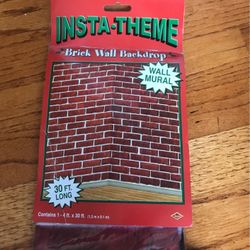 INSTA-THEME
Brick Wall Backdrop
WALL
MURAL
30 FT.
LONG
Contains 1 - 4 ft. x 30 ft.